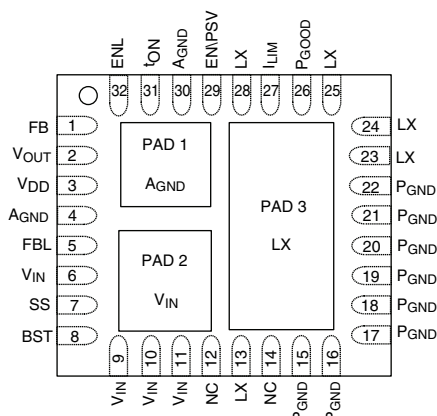 ENL tON AGND EN\PSV LX ILIM PGOOD LX
32 31 30 29 28 27 26 25
FB 1
VOUT 2
VDD 3
AGND 4
FBL 5
VIN 6
SS 7
BST 8
PAD 1
AGND
PAD 2
VIN
PAD 3
LX
24 LX
23 LX
22 PGND
21 PGND
20 PGND
19 PGND
18 PGND
17 PGND
9 10 11 12 13 14 15 16
VIN VIN VIN NC LX NC PGND PGND